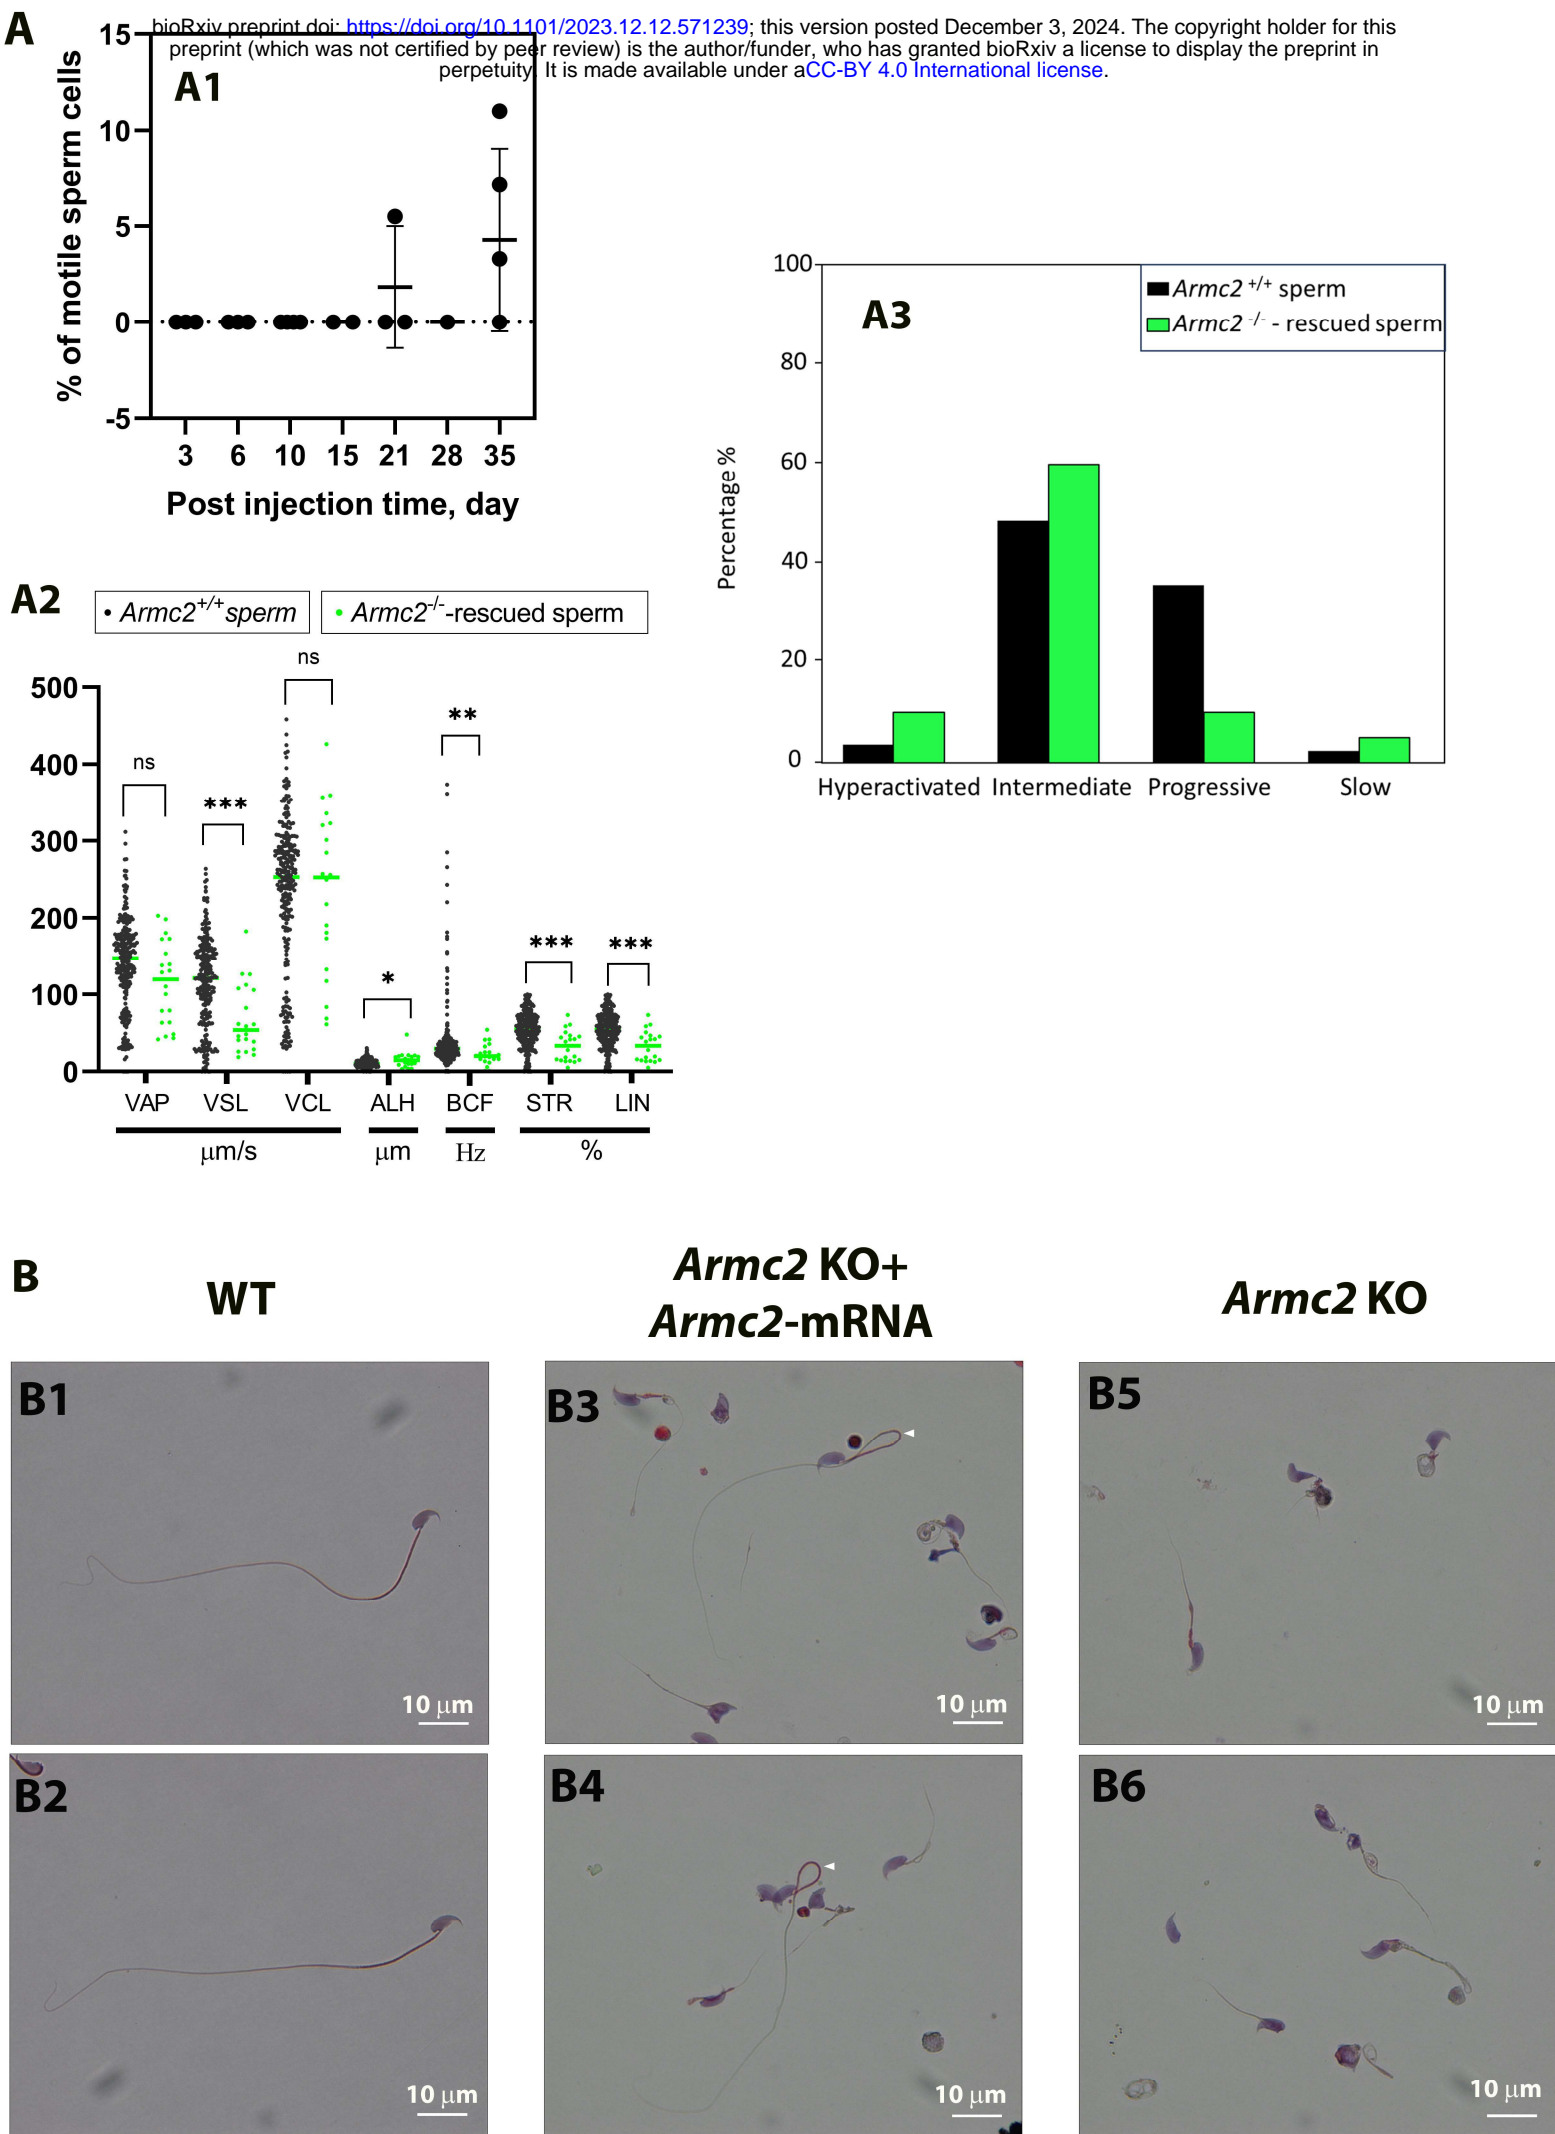 bioRxiv preprint doi: https://doi.org/10.1101/2023.12.12.571239; this version posted December 3, 2024. The copyright holder for this
preprint (which was not certified by peer review) is the author/funder, who has granted bioRxiv a license to display the preprint in
perpetuity. It is made available under aCC-BY 4.0 International license.
A
A1
% of motile sperm cells
15
10
5
0
-5
3 6 10 15 21 28 35
Post injection time, day
A3
Armc2 +/+ sperm
Armc2 -/- - rescued sperm
Percentage %
100
80
60
40
20
0
Hyperactivated Intermediate Progressive Slow
A2
Armc2+/+ sperm
Armc2-/--rescued sperm
500
400
300
200
100
0
ns
***
ns
*
**
***
***
VAP VSL VCL ALH BCF STR LIN
μm/s μm Hz %
B
WT
Armc2 KO+
Armc2-mRNA
Armc2 KO
B1
10 μm
B3
10 μm
B5
10 μm
B2
10 μm
B4
10 μm
B6
10 μm